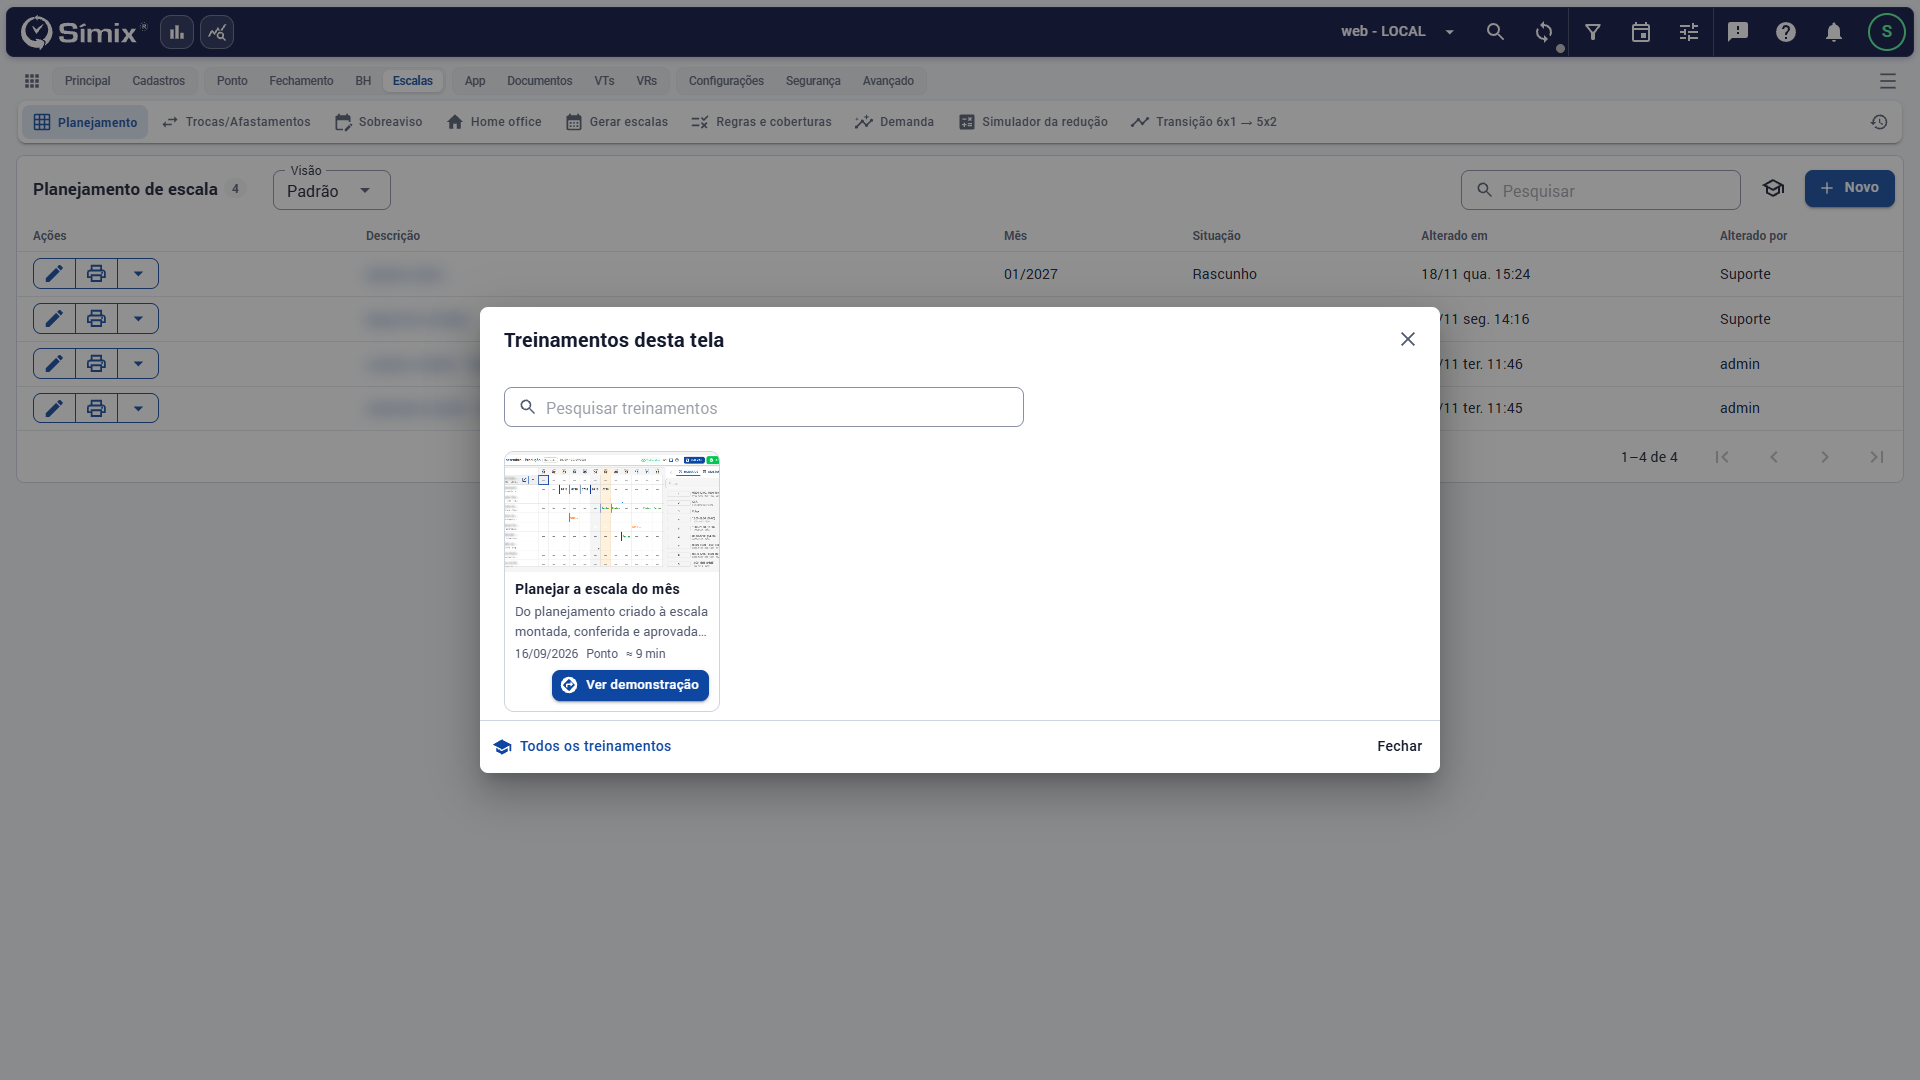 Símix
web - LOCAL
S
Principal Cadastros Ponto Fechamento BH Escalas App Documentos VTs VRs Configurações Segurança Avançado
Planejamento Trocas/Afastamentos Sobreaviso Home office Gerar escalas Regras e coberturas Demanda Simulador da redução Transição 6x1 → 5x2
Planejamento de escala 4
Visão
Padrão
Pesquisar
Novo
Ações Descrição Mês Situação Alterado em Alterado por
01/2027 Rascunho 18/11 qua. 15:24 Suporte
/11 seg. 14:16 Suporte
/11 ter. 11:46 admin
/11 ter. 11:45 admin
1–4 de 4
Treinamentos desta tela
Pesquisar treinamentos
Planejar a escala do mês
Do planejamento criado à escala
montada, conferida e aprovada...
16/09/2026 Ponto ≈ 9 min
Ver demonstração
Todos os treinamentos
Fechar